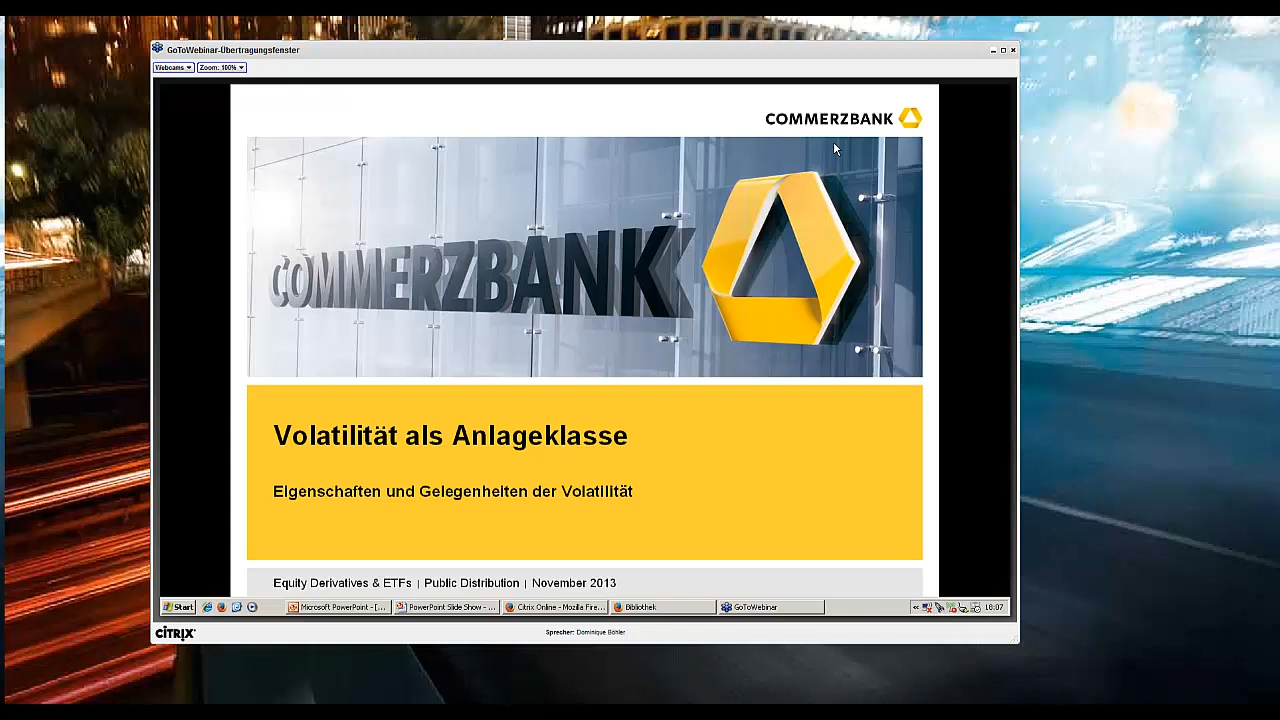 GoToWebinar-Übertragungsfenster
Webcams
Zoom: 100%
COMMERZBANK
COMMERZBANK
Volatilität als Anlageklasse
Eigenschaften und Gelegenheiten der Volatilität
Equity Derivatives & ETFs | Public Distribution | November 2013
Start
Microsoft PowerPoint - [...
PowerPoint Slide Show - ...
Citrix Online - Mozilla Fire...
Bibliothek
GoToWebinar
« 18:07
CITRIX
Sprecher: Dominique Böhler